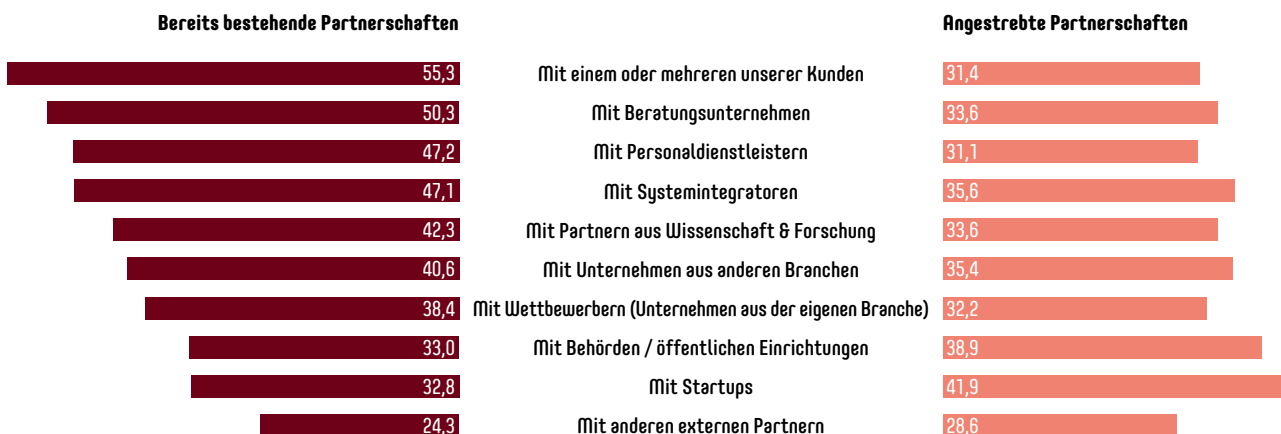 Bereits bestehende Partnerschaften Angestrebte Partnerschaften
55,3 Mit einem oder mehreren unserer Kunden 31,4
50,3 Mit Beratungsunternehmen 33,6
47,2 Mit Personaldienstleistern 31,1
47,1 Mit Systemintegratoren 35,6
42,3 Mit Partnern aus Wissenschaft & Forschung 33,6
40,6 Mit Unternehmen aus anderen Branchen 35,4
38,4 Mit Wettbewerbern (Unternehmen aus der eigenen Branche) 32,2
33,0 Mit Behörden / öffentlichen Einrichtungen 38,9
32,8 Mit Startups 41,9
24,3 Mit anderen externen Partnern 28,6